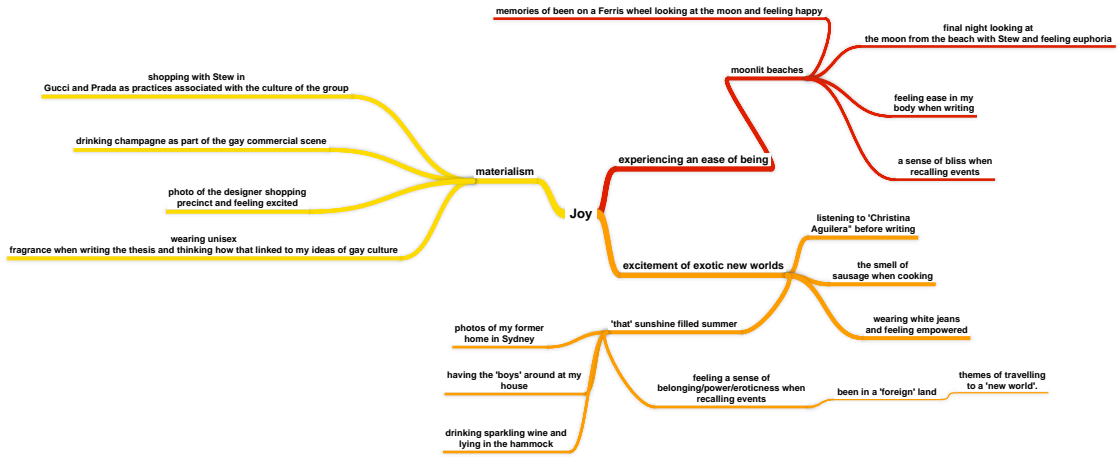 memories of been on a Ferris wheel looking at the moon and feeling happy
final night looking at
the moon from the beach with Stew and feeling euphoria
moonlit beaches
feeling ease in my
body when writing
a sense of bliss when
recalling events
experiencing an ease of being
shopping with Stew in
Gucci and Prada as practices associated with the culture of the group
drinking champagne as part of the gay commercial scene
materialism
photo of the designer shopping
precinct and feeling excited
wearing unisex
fragrance when writing the thesis and thinking how that linked to my ideas of gay culture
Joy
listening to 'Christina
Aguilera" before writing
excitement of exotic new worlds
the smell of
sausage when cooking
wearing white jeans
and feeling empowered
'that' sunshine filled summer
photos of my former
home in Sydney
having the 'boys' around at my
house
drinking sparkling wine and
lying in the hammock
feeling a sense of
belonging/power/eroticness when
recalling events
been in a 'foreign' land
themes of travelling
to a 'new world'.